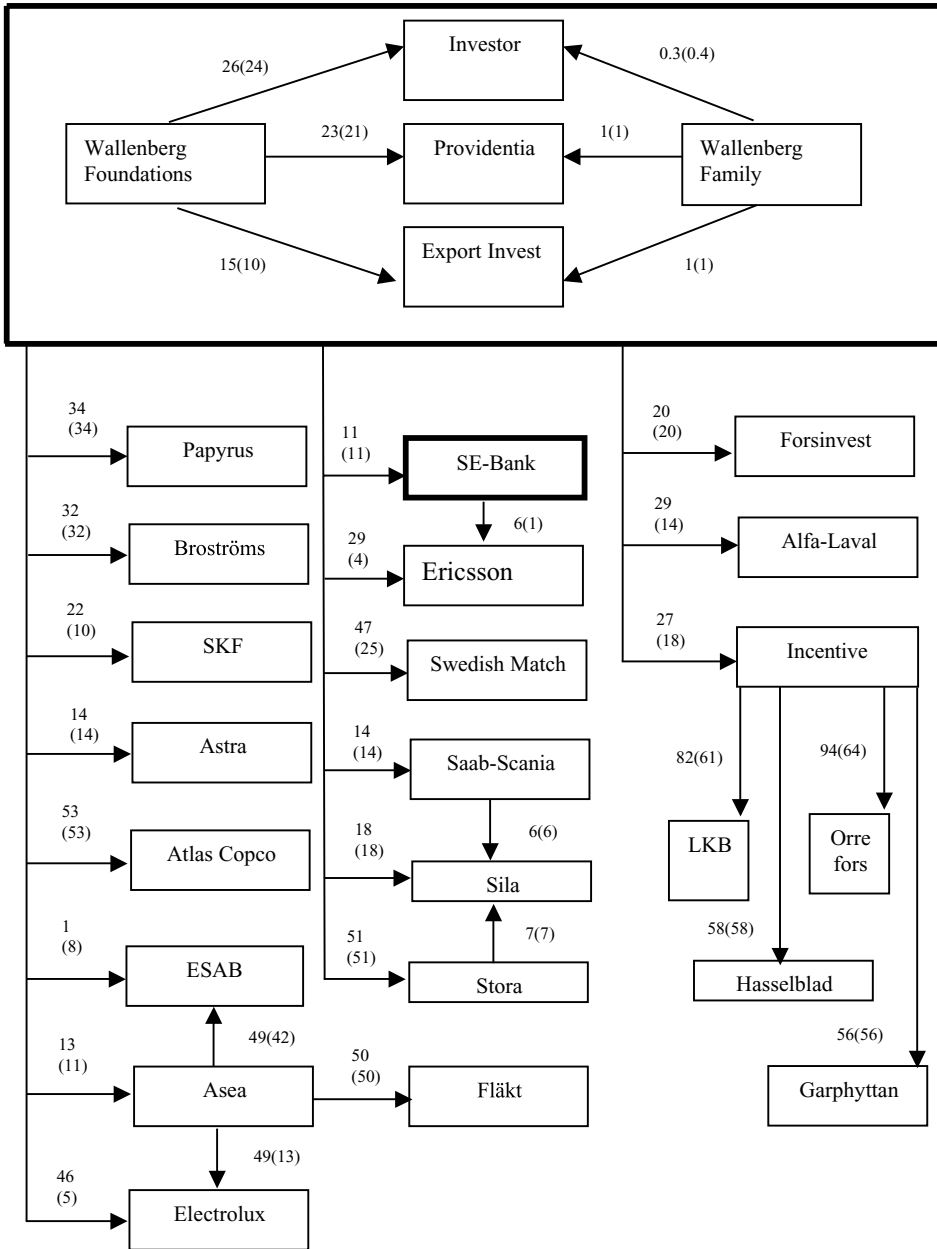 Investor
26(24)
0.3(0.4)
Wallenberg
Foundations
23(21)
Providentia
1(1)
Wallenberg
Family
15(10)
Export Invest
1(1)
34
(34)
Papyrus
32
(32)
Broströms
22
(10)
SKF
14
(14)
Astra
53
(53)
Atlas Copco
1
(8)
ESAB
49(42)
13
(11)
Asea
50
(50)
Fläkt
49(13)
46
(5)
Electrolux
11
(11)
SE-Bank
6(1)
29
(4)
Ericsson
47
(25)
Swedish Match
14
(14)
Saab-Scania
6(6)
18
(18)
Sila
7(7)
51
(51)
Stora
20
(20)
Forsinvest
29
(14)
Alfa-Laval
27
(18)
Incentive
82(61)
94(64)
LKB
Orre
fors
58(58)
Hasselblad
56(56)
Garphyttan